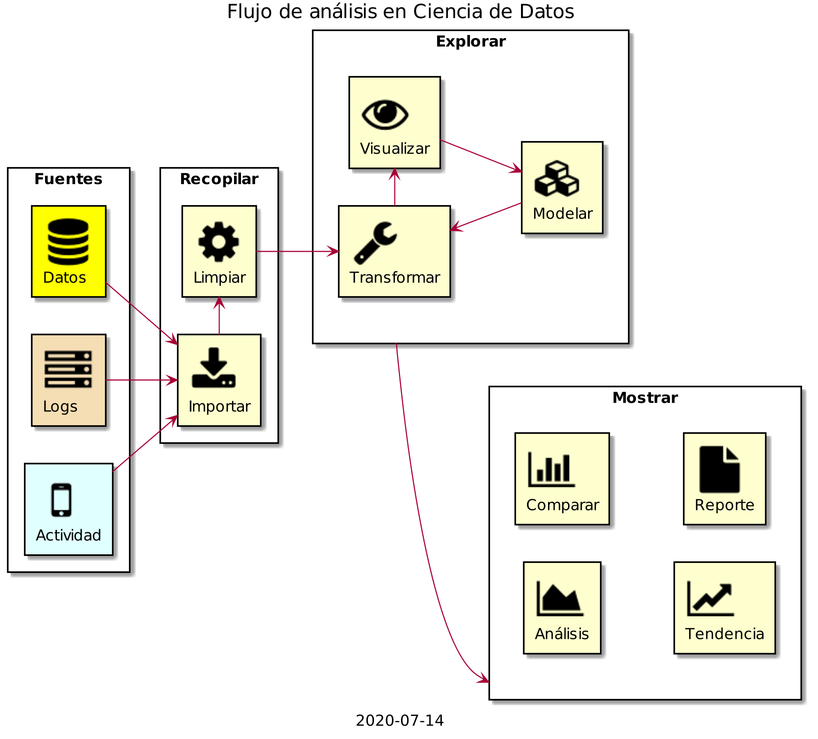 Flujo de análisis en Ciencia de Datos
Fuentes
Datos
Logs
Actividad
Recopilar
Limpiar
Importar
Explorar
Visualizar
Modelar
Transformar
Mostrar
Comparar
Reporte
Análisis
Tendencia
2020-07-14